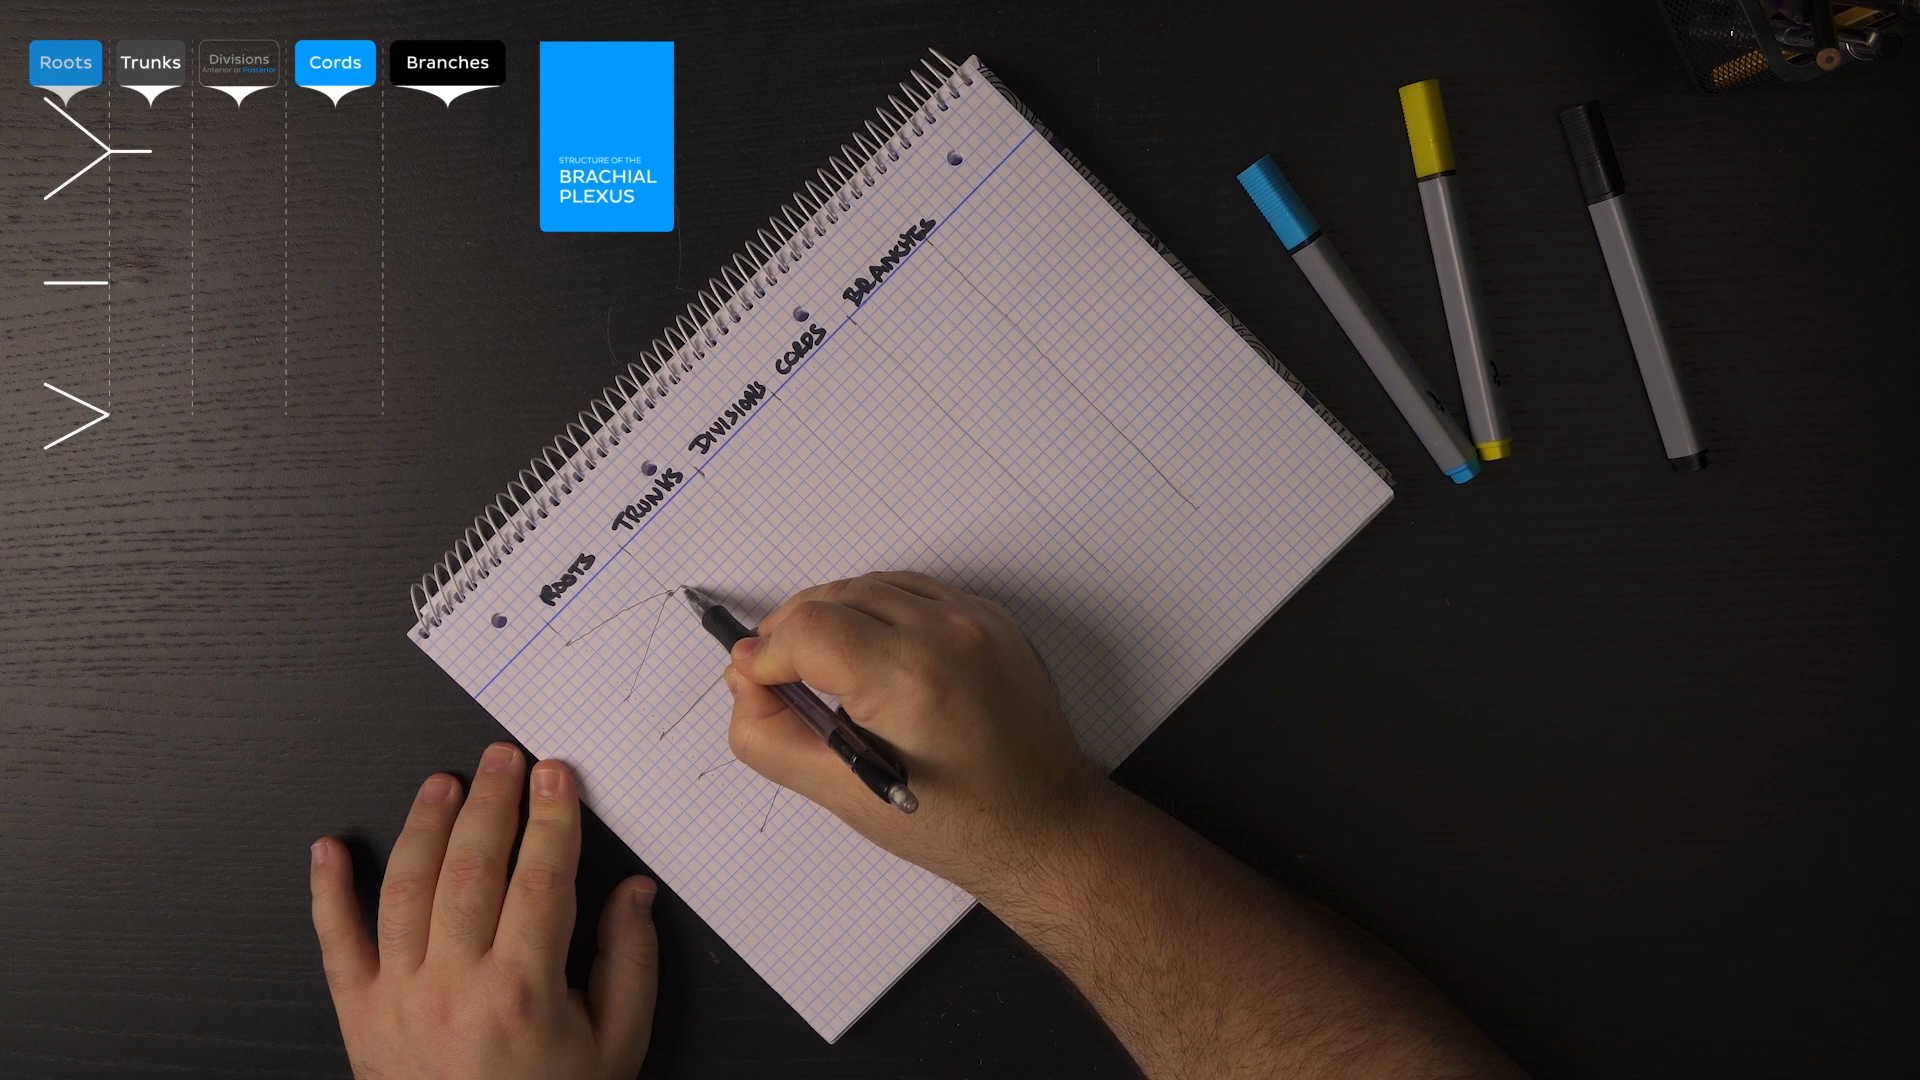 Roots
Trunks
Divisions
Anterior or Posterior
Cords
Branches
STRUCTURE OF THE
BRACHIAL
PLEXUS
ROOTS
TRUNKS
DIVISIONS
CORDS
BRANCHES